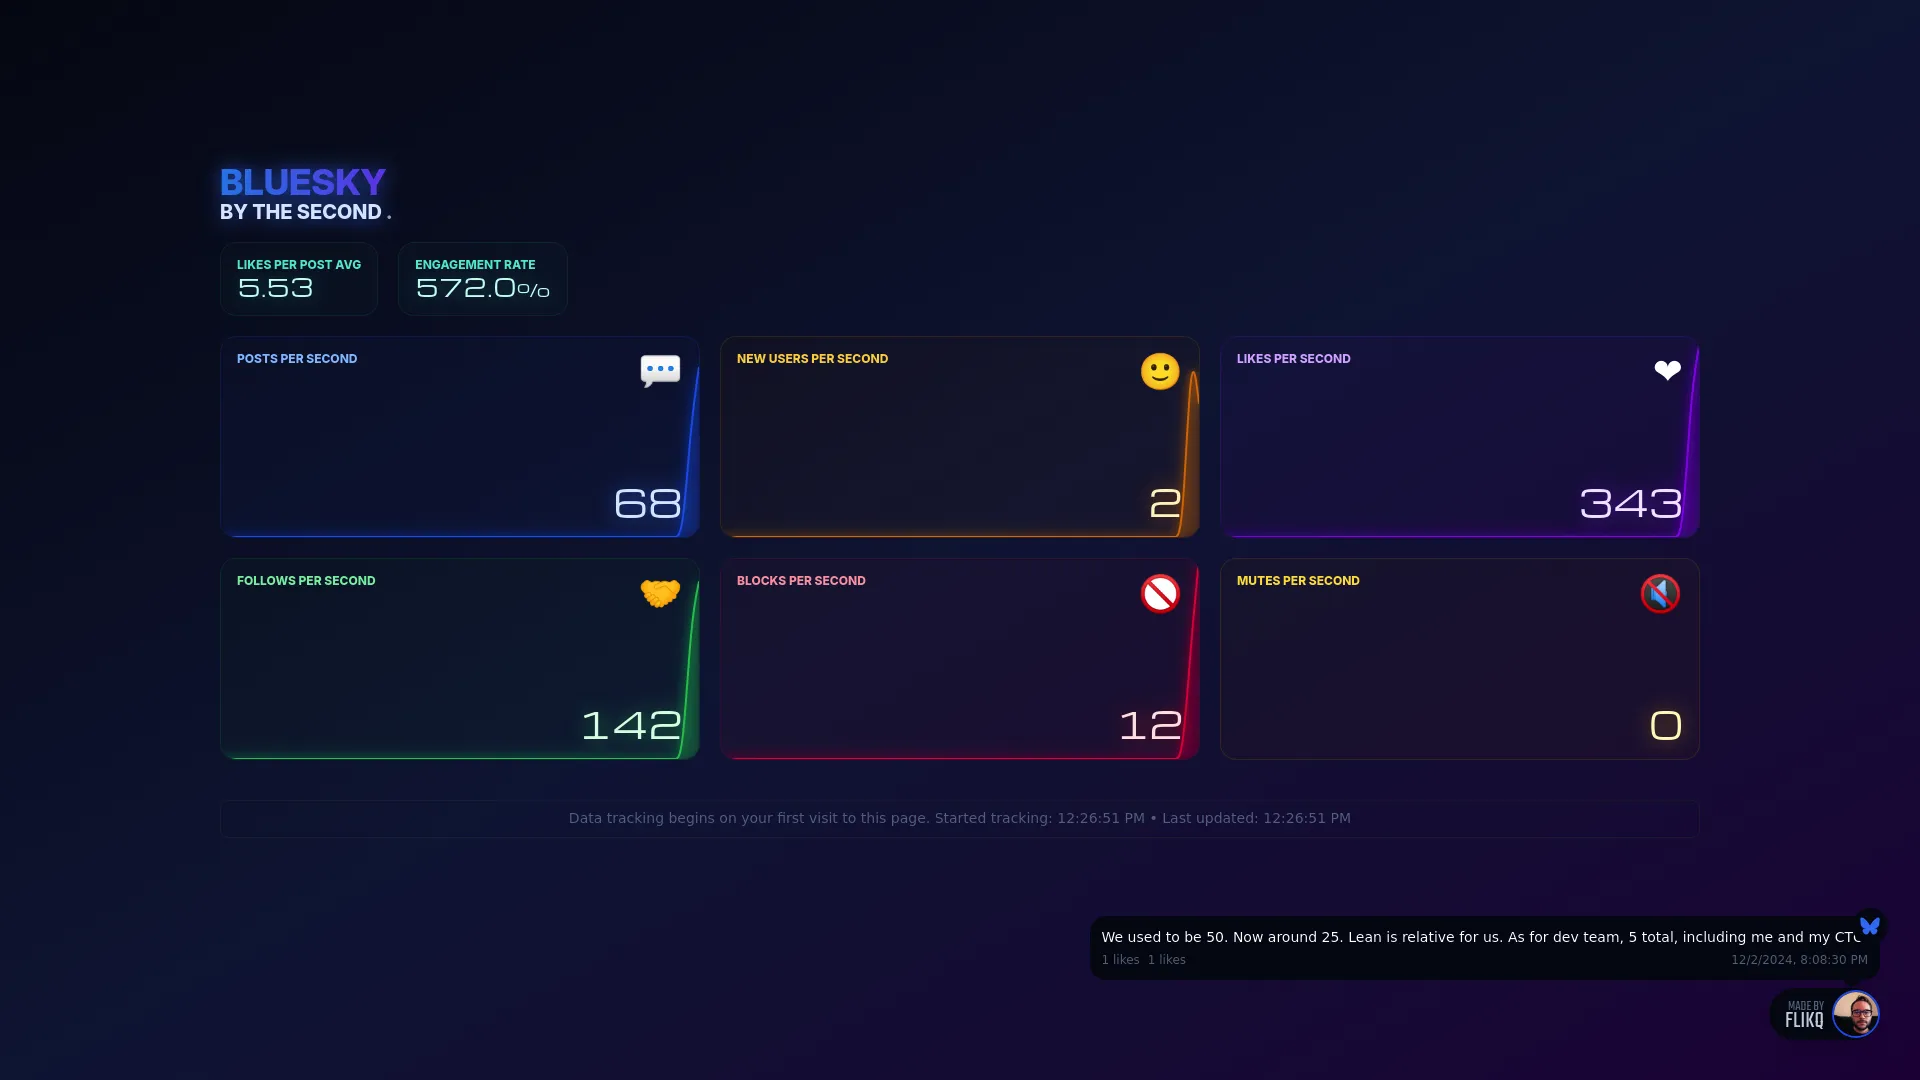 BLUESKY
BY THE SECOND .
LIKES PER POST AVG
5.53
ENGAGEMENT RATE
572.0%
POSTS PER SECOND
68
NEW USERS PER SECOND
2
LIKES PER SECOND
343
FOLLOWS PER SECOND
142
BLOCKS PER SECOND
12
MUTES PER SECOND
0
Data tracking begins on your first visit to this page. Started tracking: 12:26:51 PM • Last updated: 12:26:51 PM
We used to be 50. Now around 25. Lean is relative for us. As for dev team, 5 total, including me and my CTO
1 likes 1 likes
12/2/2024, 8:08:30 PM
MADE BY
FLIKQ